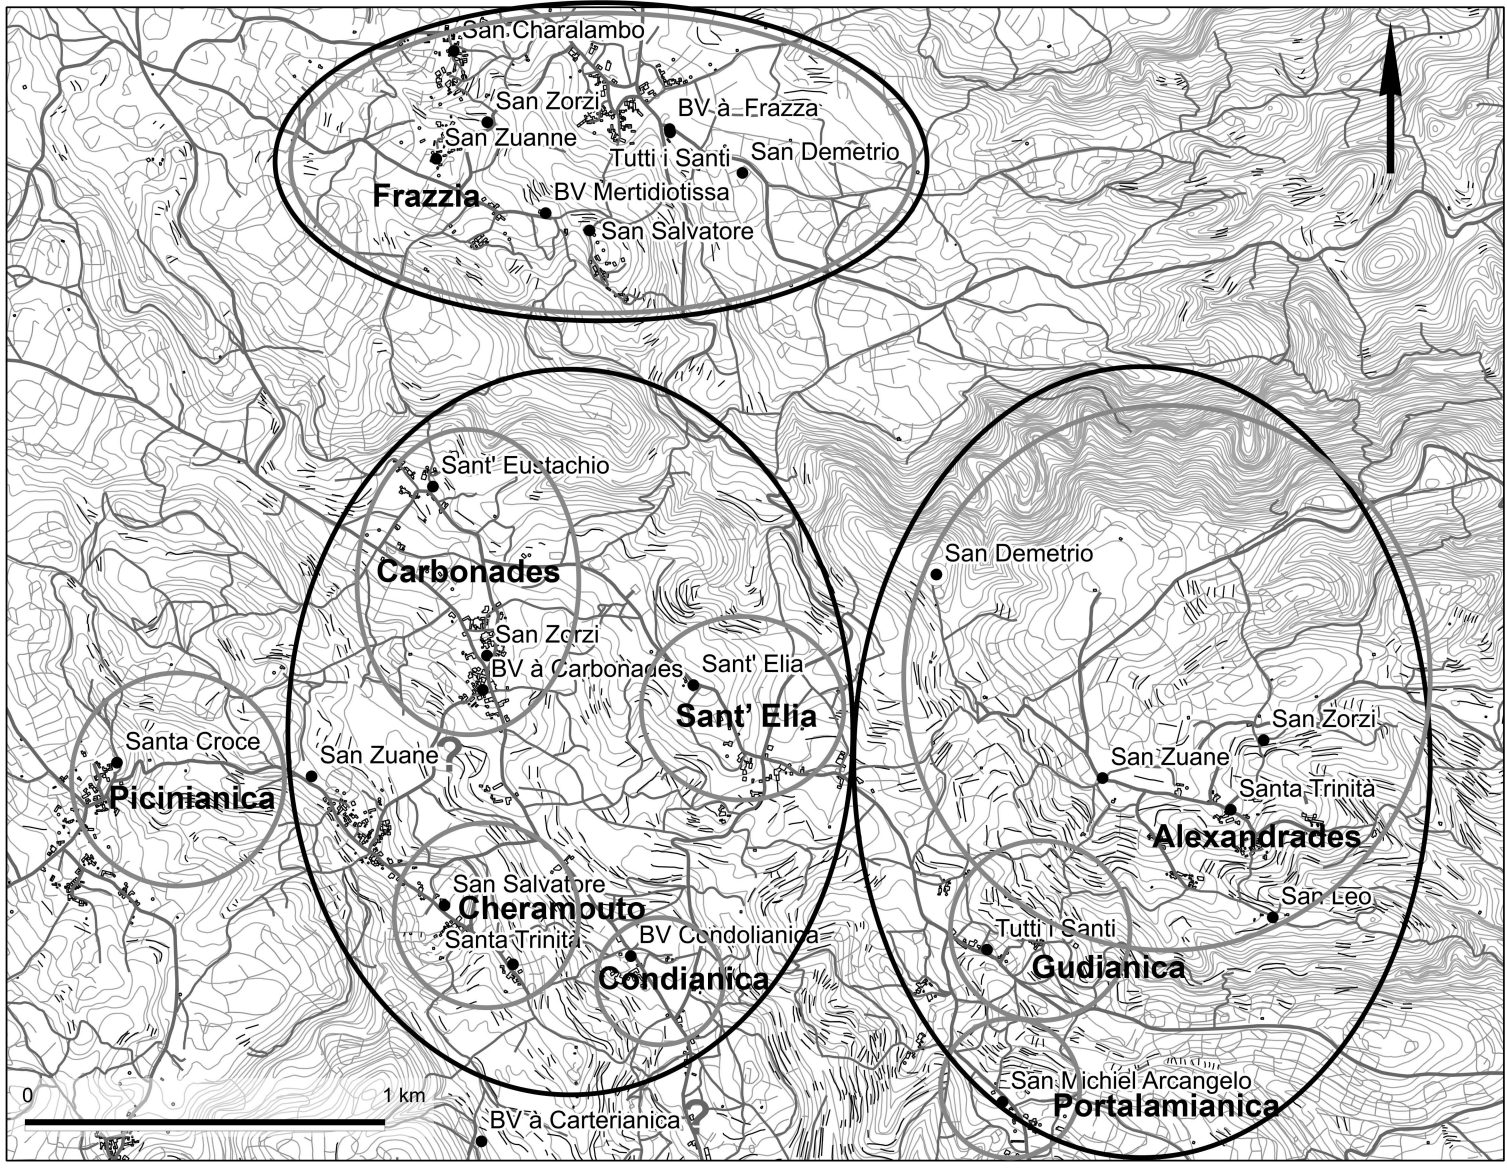 San Charalambo
San Zorzi
BV à Frazza
San Zuanne
Tutti i Santi
San Demetrio
Frazzia
BV Mertidiotissa
San Salvatore
Sant' Eustachio
Carbonades
San Demetrio
San Zorzi
BV à Carbonades
Sant' Elia
Sant’ Elia
Santa Croce
San Zuane
?
San Zuane
San Zorzi
Picinianica
Santa Trinità
Alexandrades
San Salvatore
Cheramouto
San Leo
Santa Trinità
BV Condolianica
Tutti i Santi
Condianica
Gudianica
San Michiel Arcangelo
Portalamianica
0
1 km
BV à Carterianica
?